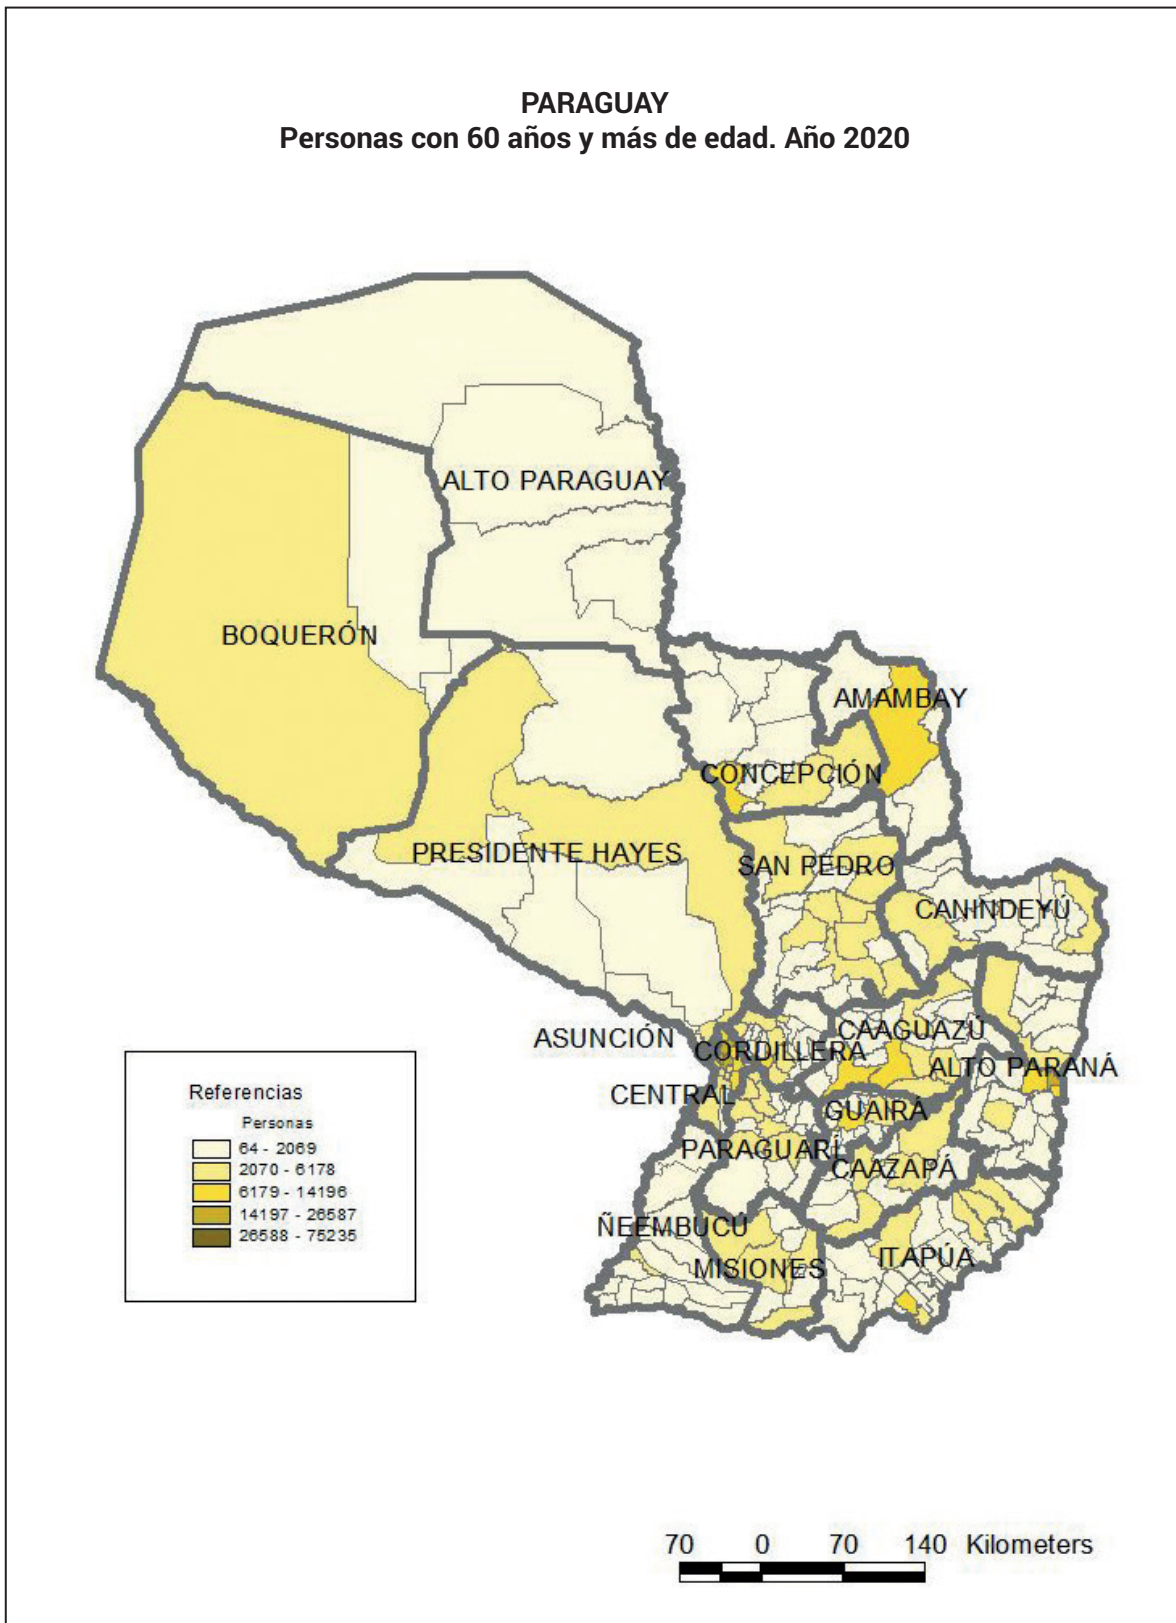 PARAGUAY
Personas con 60 años y más de edad. Año 2020
ALTO PARAGUAY
BOQUERÓN
AMAMBAY
CONCEPCIÓN
PRESIDENTE HAYES
SAN PEDRO
CANINDEYÚ
ASUNCIÓN
CORDILLERA
CAAGUAZÚ
ALTO PARANÁ
CENTRAL
GUAIRÁ
PARAGUARÍ
CAAZAPÁ
ÑEEMBUCÚ
MISIONES
ITAPÚA
Referencias
Personas
64 - 2069
2070 - 6178
6179 - 14196
14197 - 26587
26588 - 75235
70 0 70 140 Kilometers